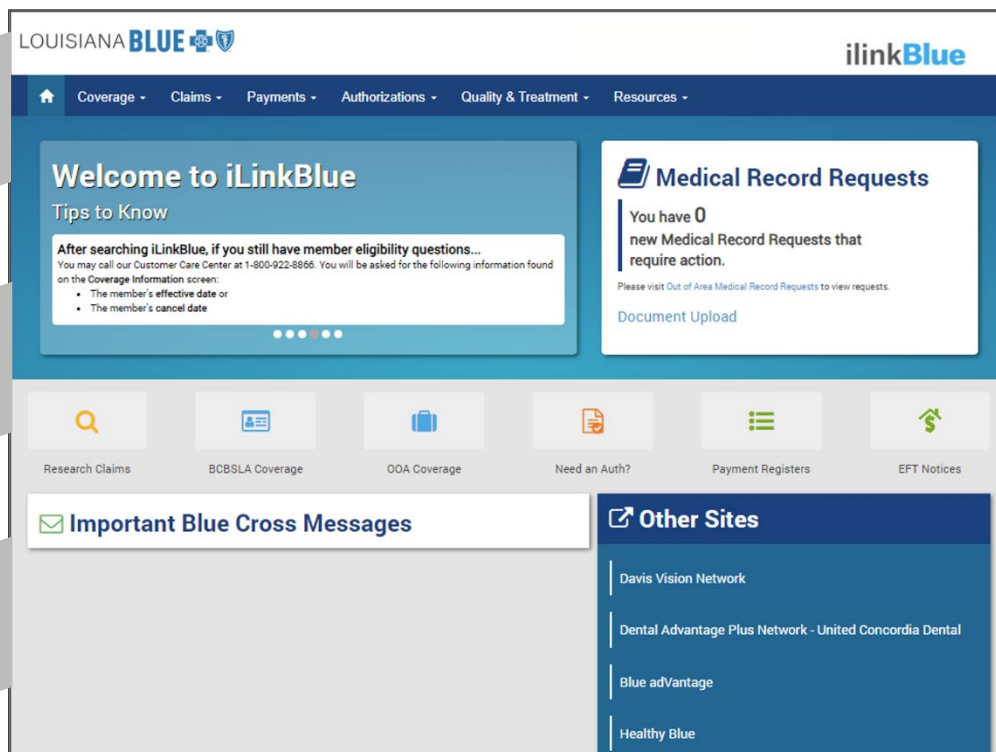 LOUISIANA BLUE
ilinkBlue
Coverage
Claims
Payments
Authorizations
Quality & Treatment
Resources
Welcome to iLinkBlue
Tips to Know
After searching iLinkBlue, if you still have member eligibility questions...
You may call our Customer Care Center at 1-800-922-8866. You will be asked for the following information found
on the Coverage Information screen:
The member's effective date or
The member's cancel date
Medical Record Requests
You have 0
new Medical Record Requests that
require action.
Please visit Out of Area Medical Record Requests to view requests.
Document Upload
Research Claims
BCBSLA Coverage
OOA Coverage
Need an Auth?
Payment Registers
EFT Notices
Important Blue Cross Messages
Other Sites
Davis Vision Network
Dental Advantage Plus Network - United Concordia Dental
Blue adVantage
Healthy Blue